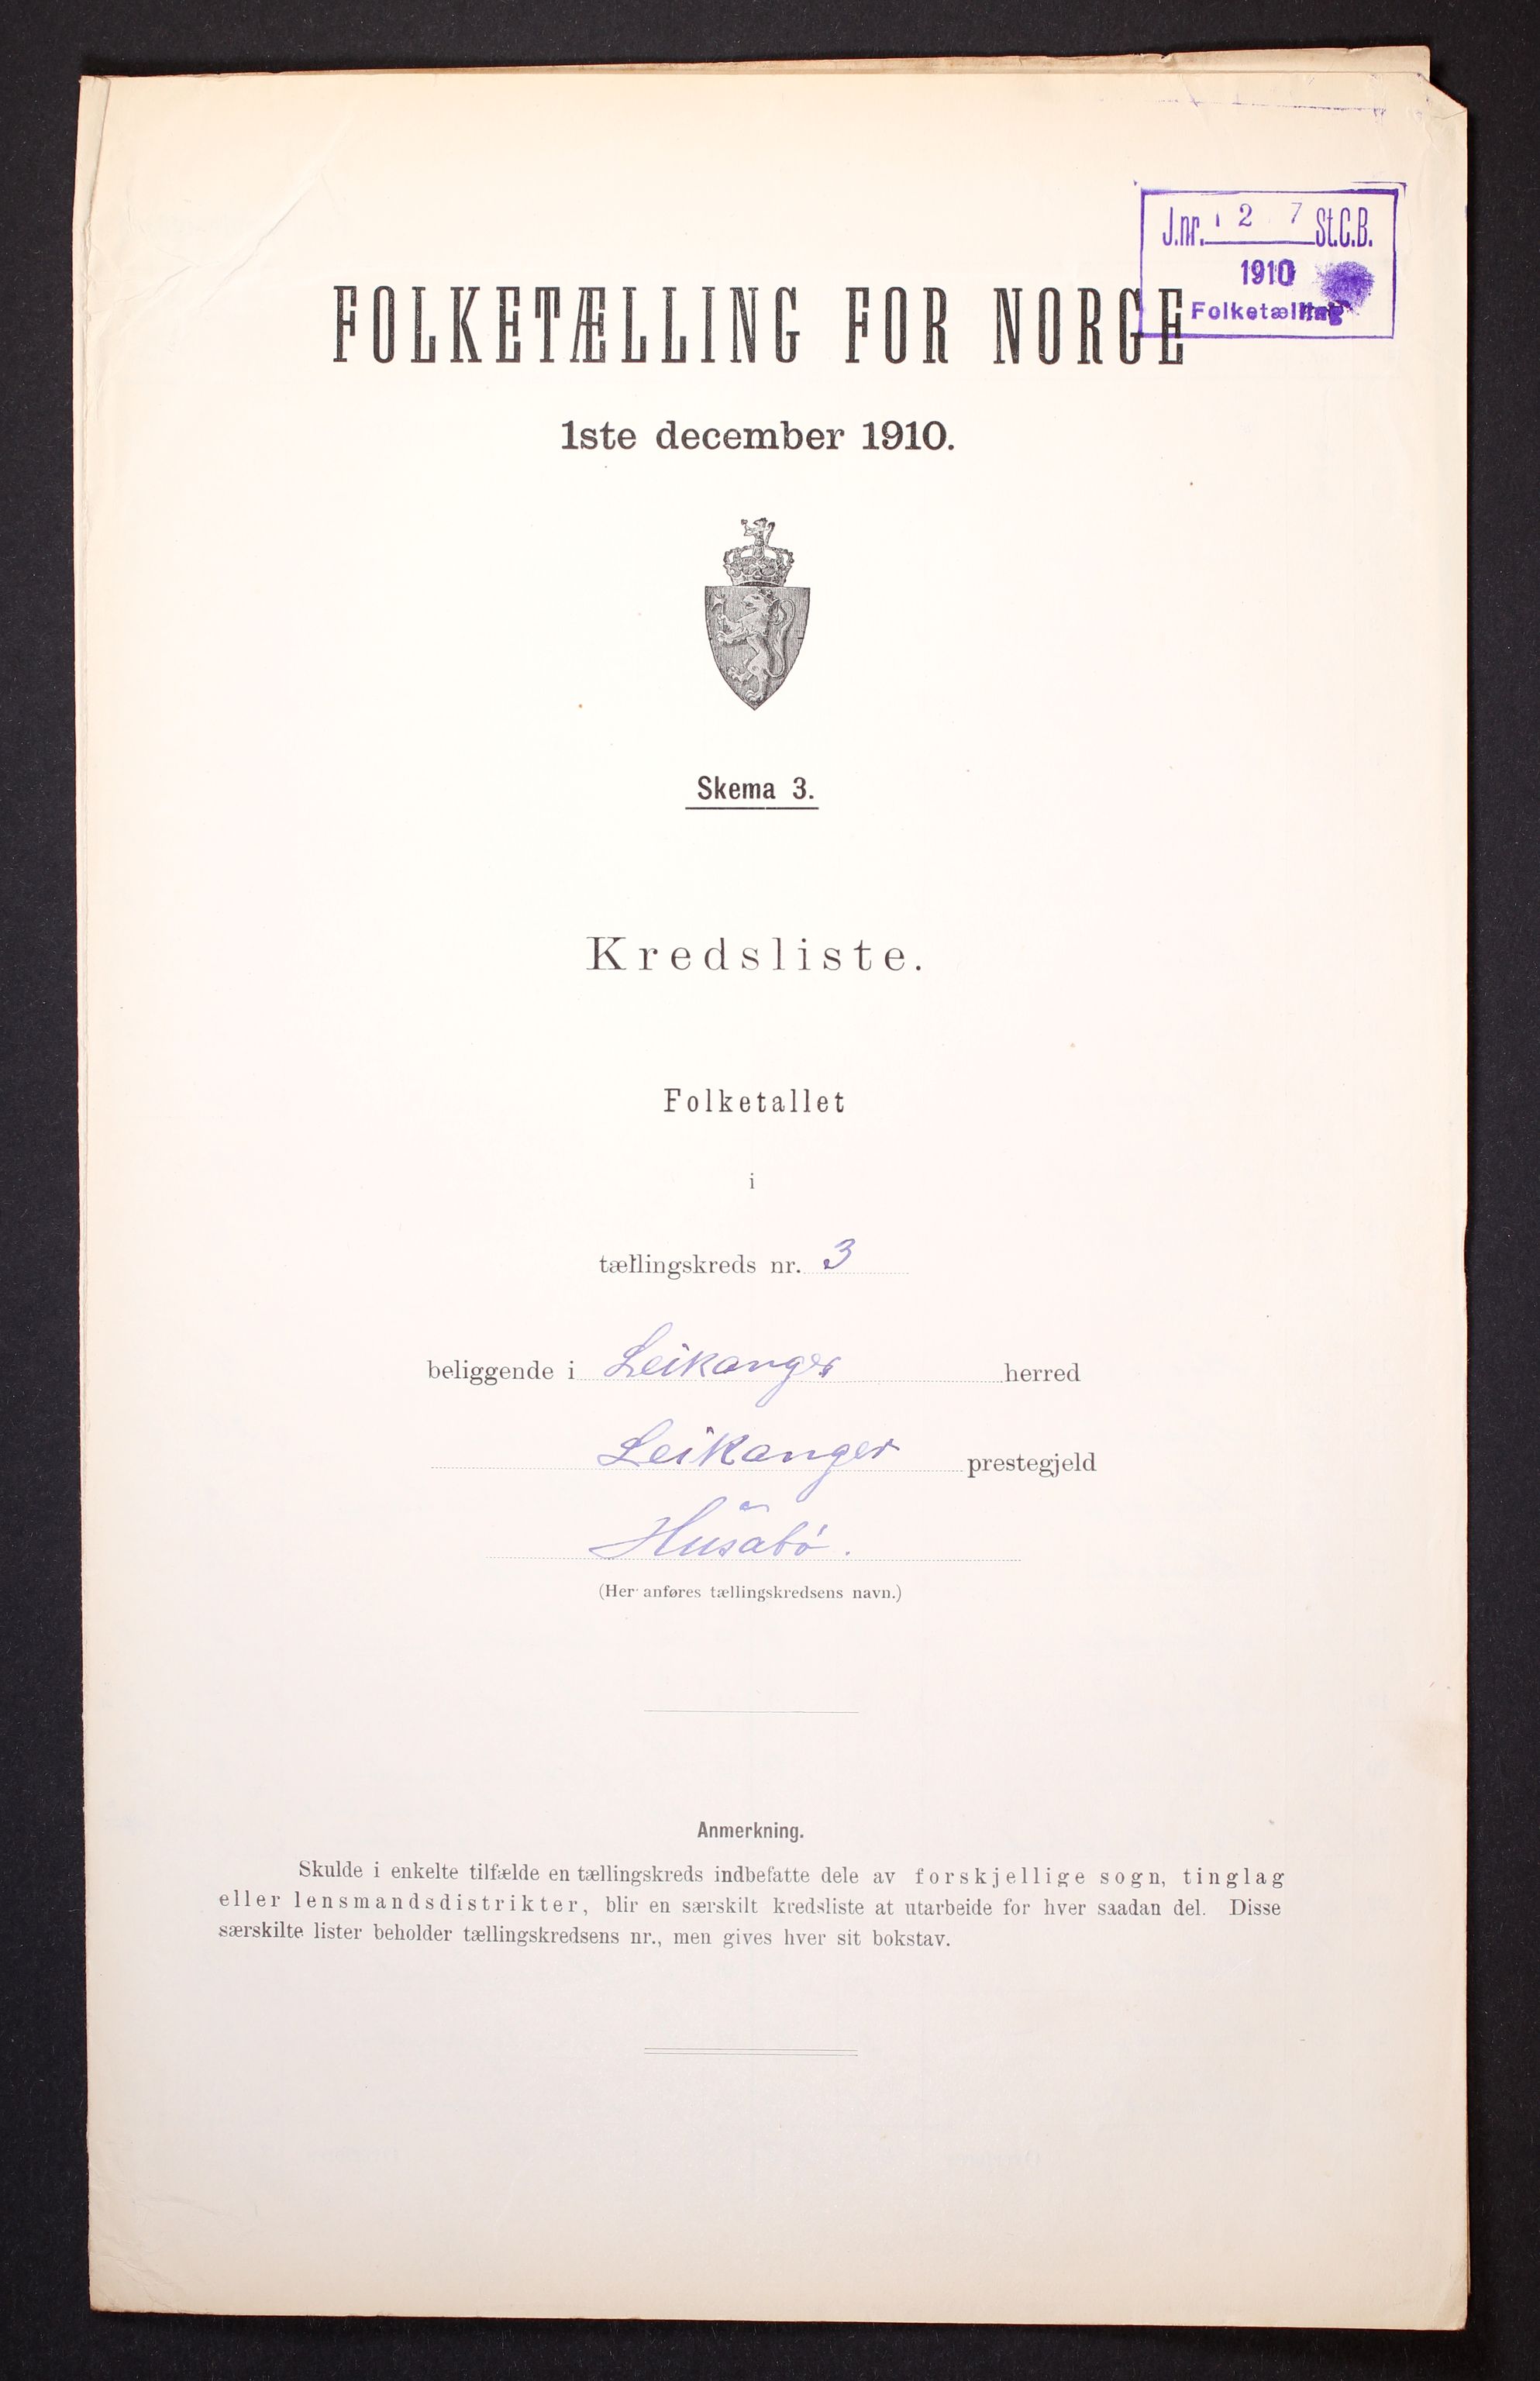 J.nr. 1 2 7 St.C.B.
1910
Folketælling
FOLKETÆLLING FOR NORGE
1ste december 1910.
Skema 3.
Kredsliste.
Folketallet
i
tællingskreds nr. 3
beliggende i Leikanger herred
Leikanger prestegjeld
Husabö.
(Her anføres tællingskredsens navn.)
Anmerkning.
Skulde i enkelte tilfælde en tællingskreds indbefatte dele av forskjellige sogn, tinglag
eller lensmandsdistrikter, blir en særskilt kredsliste at utarbeide for hver saadan del. Disse
særskilte lister beholder tællingskredsens nr., men gives hver sit bokstav.